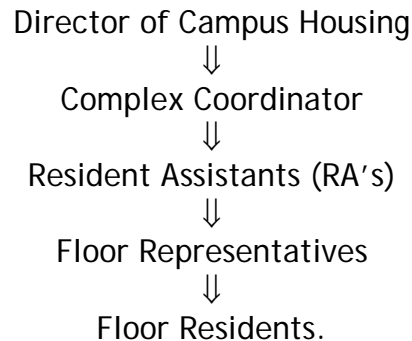 Director of Campus Housing
⇓
Complex Coordinator
⇓
Resident Assistants (RA's)
⇓
Floor Representatives
⇓
Floor Residents.